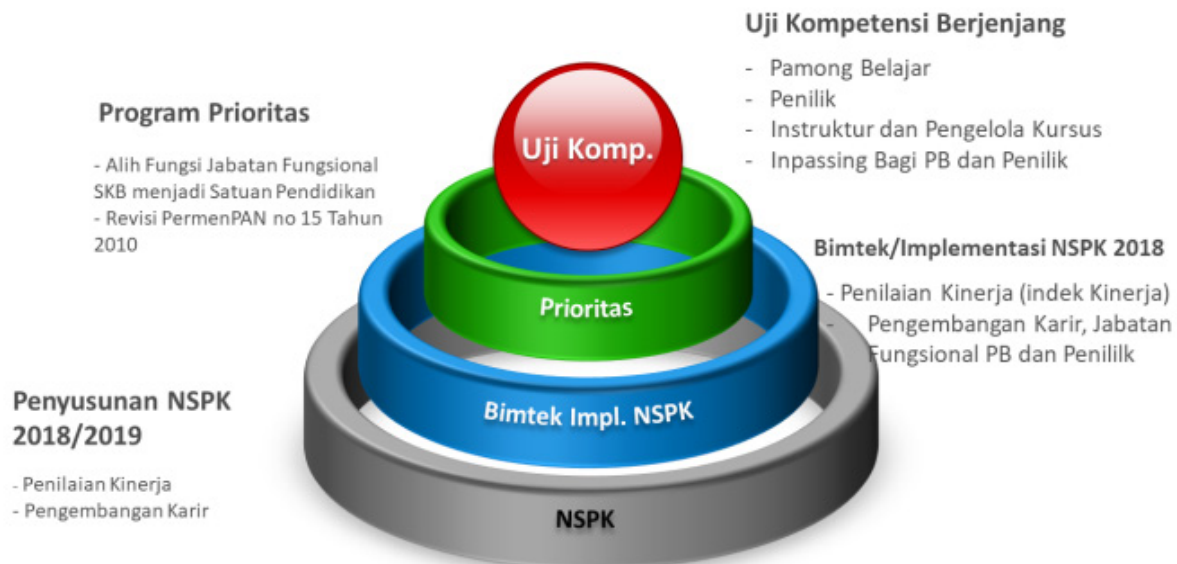 Uji Kompetensi Berjenjang
- Pamong Belajar
- Penilik
- Instruktur dan Pengelola Kursus
- Inpassing Bagi PB dan Penilik
Program Prioritas
- Alih Fungsi Jabatan Fungsional
SKB menjadi Satuan Pendidikan
- Revisi PermenPAN no 15 Tahun
2010
Uji Komp.
Prioritas
Bimtek Impl. NSPK
NSPK
Bimtek/Implementasi NSPK 2018
- Penilaian Kinerja (indek Kinerja)
- Pengembangan Karir, Jabatan
Fungsional PB dan Penililk
Penyusunan NSPK
2018/2019
- Penilaian Kinerja
- Pengembangan Karir